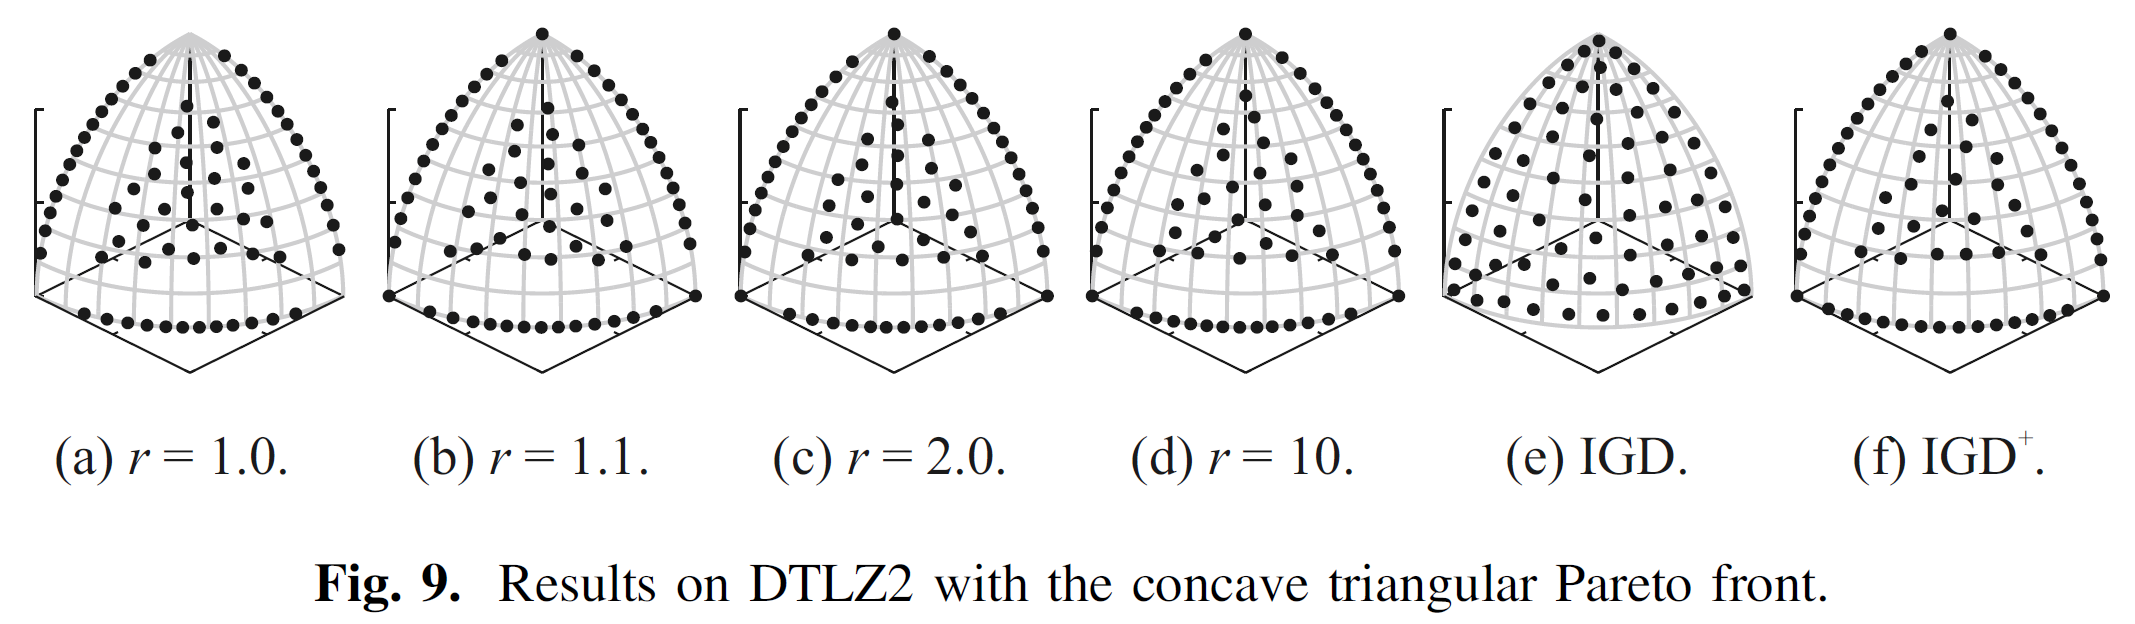 (a) r = 1.0. (b) r = 1.1. (c) r = 2.0. (d) r = 10. (e) IGD. (f) IGD⁺.
Fig. 9. Results on DTLZ2 with the concave triangular Pareto front.